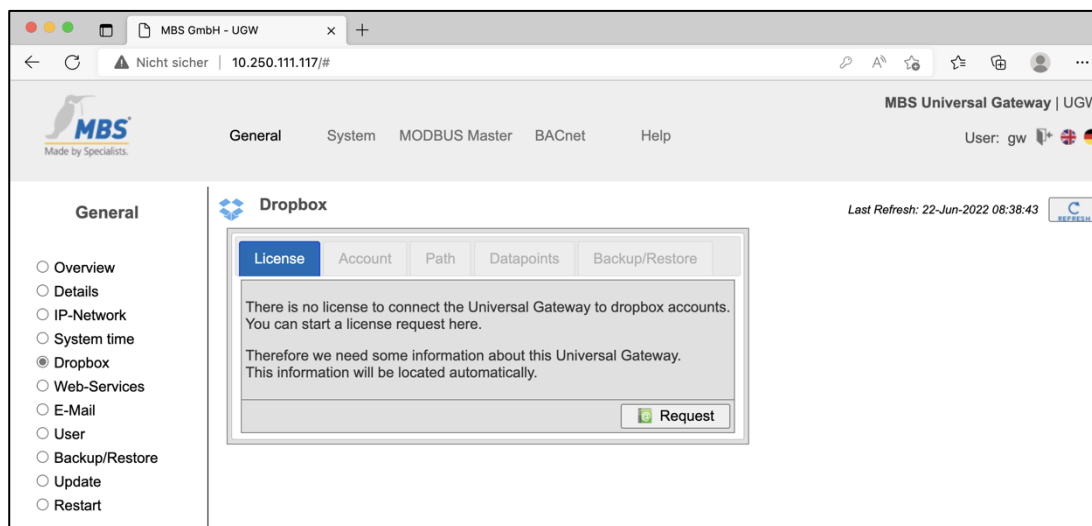 MBS GmbH - UGW
Nicht sicher | 10.250.111.117/#
MBS
Made by Specialists.
General System MODBUS Master BACnet Help
MBS Universal Gateway | UGW
User: gw
General
Overview
Details
IP-Network
System time
Dropbox
Web-Services
E-Mail
User
Backup/Restore
Update
Restart
Dropbox
Last Refresh: 22-Jun-2022 08:38:43
REFRESH
License Account Path Datapoints Backup/Restore
There is no license to connect the Universal Gateway to dropbox accounts.
You can start a license request here.
Therefore we need some information about this Universal Gateway.
This information will be located automatically.
Request